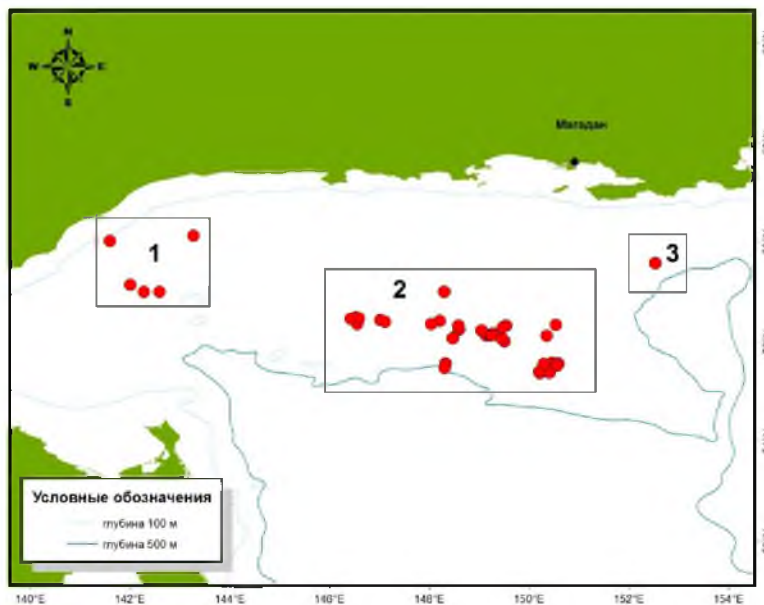 N
W E
S
Магадан
1
2
3
Условные обозначения
глубина 100 м
глубина 500 м
140°E 142°E 144°E 146°E 148°E 150°E 152°E 154°E